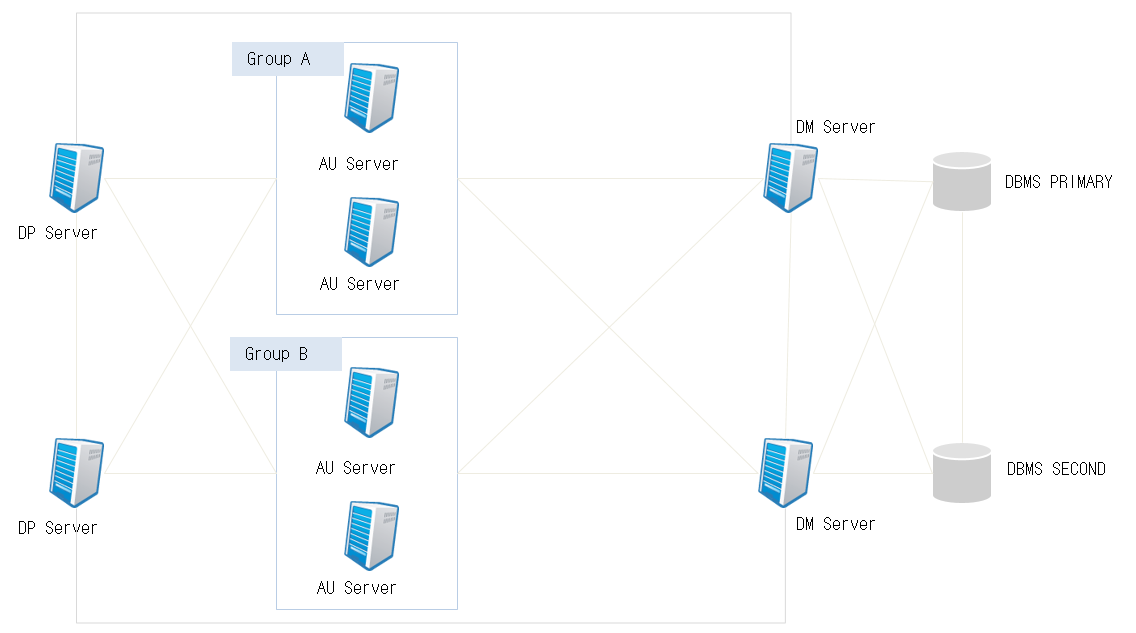 Group A
DM Server
AU Server
DBMS PRIMARY
DP Server
AU Server
Group B
AU Server
DBMS SECOND
DP Server
DM Server
AU Server